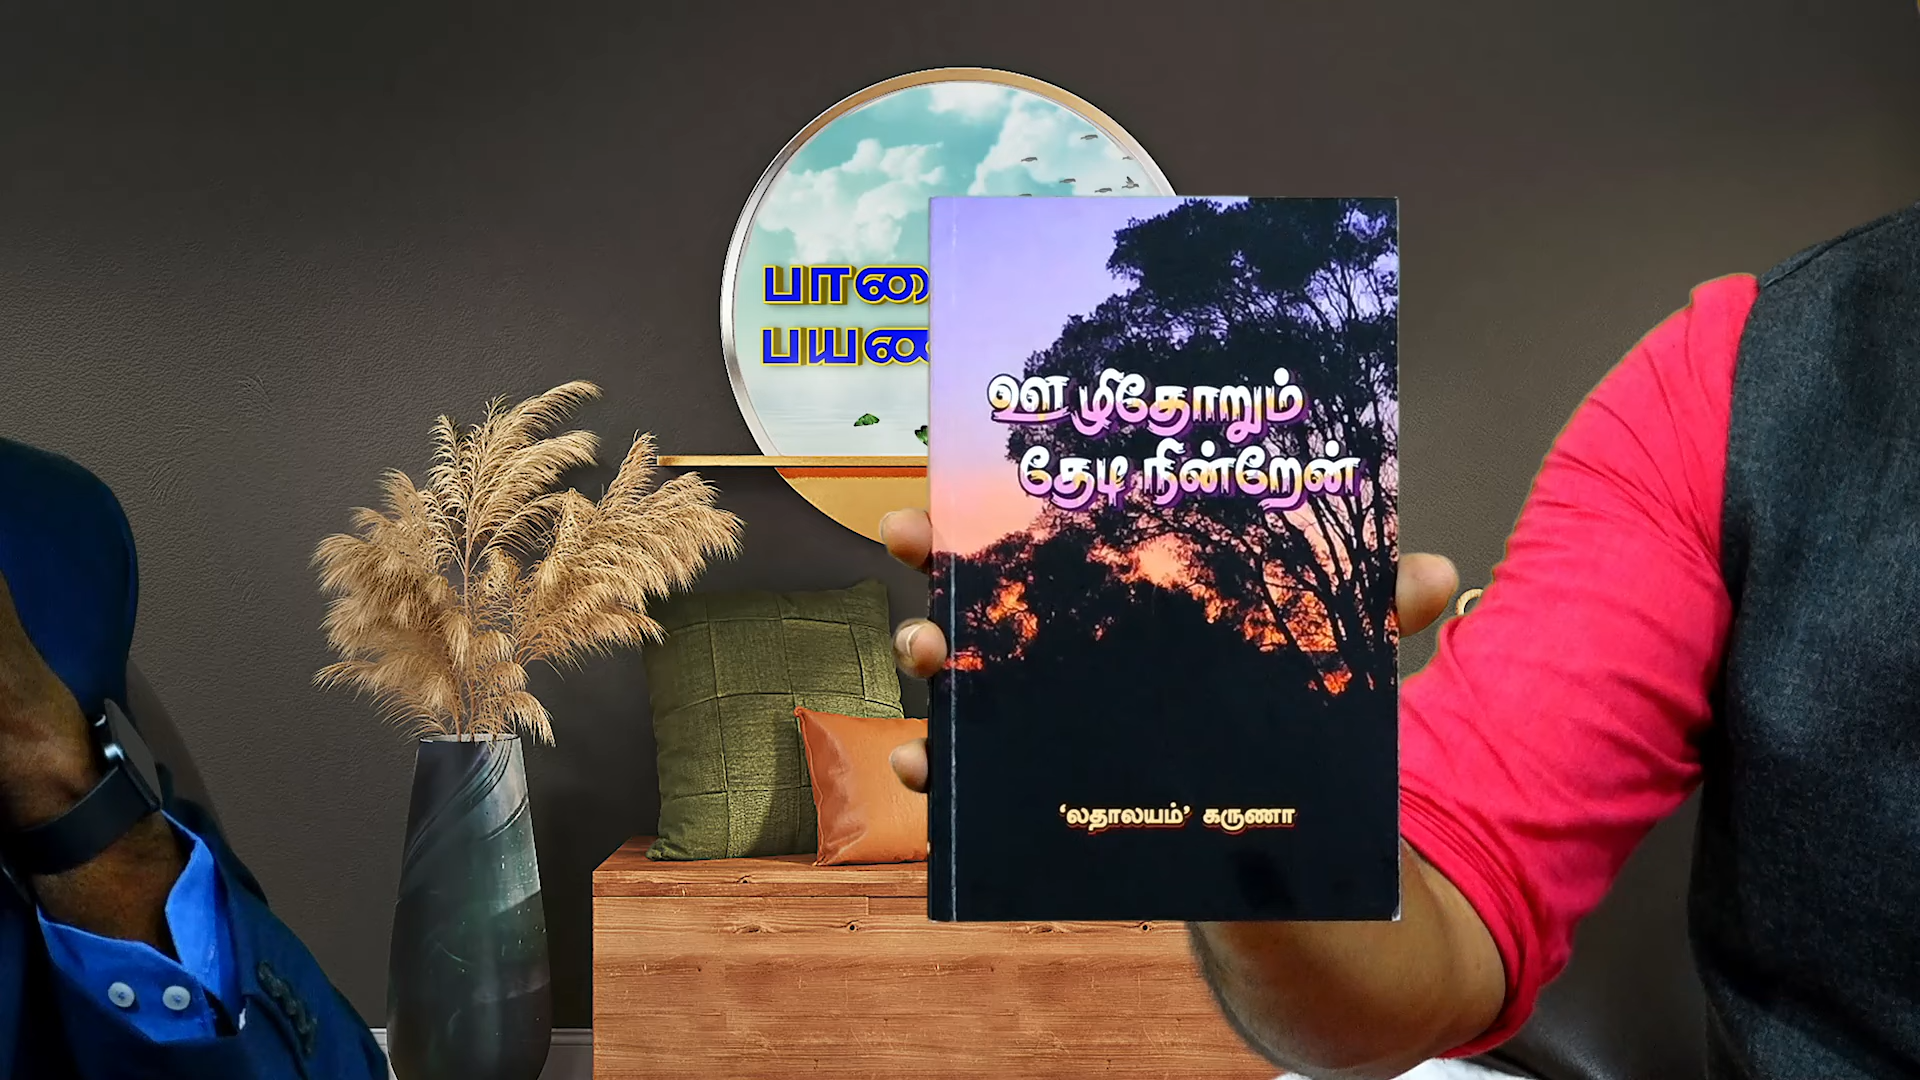 ஊழிதோறும்
தேடி நின்றேன்
‘லதாலயம்’ கருணா